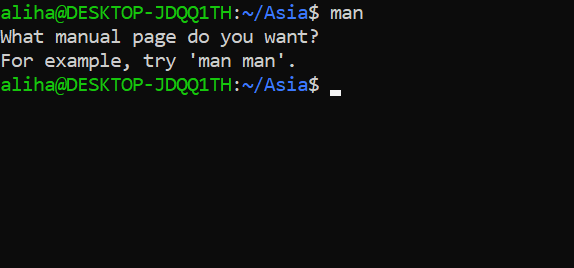 aliha@DESKTOP-JDQQ1TH:~/Asia$ man
What manual page do you want?
For example, try 'man man'.
aliha@DESKTOP-JDQQ1TH:~/Asia$